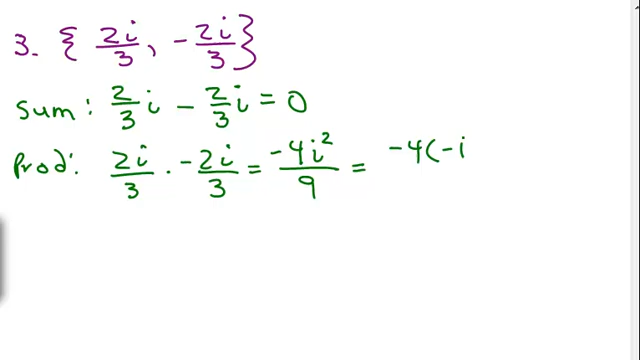 3. { 2i/3, -2i/3 }
Sum: 2/3 i - 2/3 i = 0
Prod: 2i/3 · -2i/3 = -4i²/9 = -4(-i